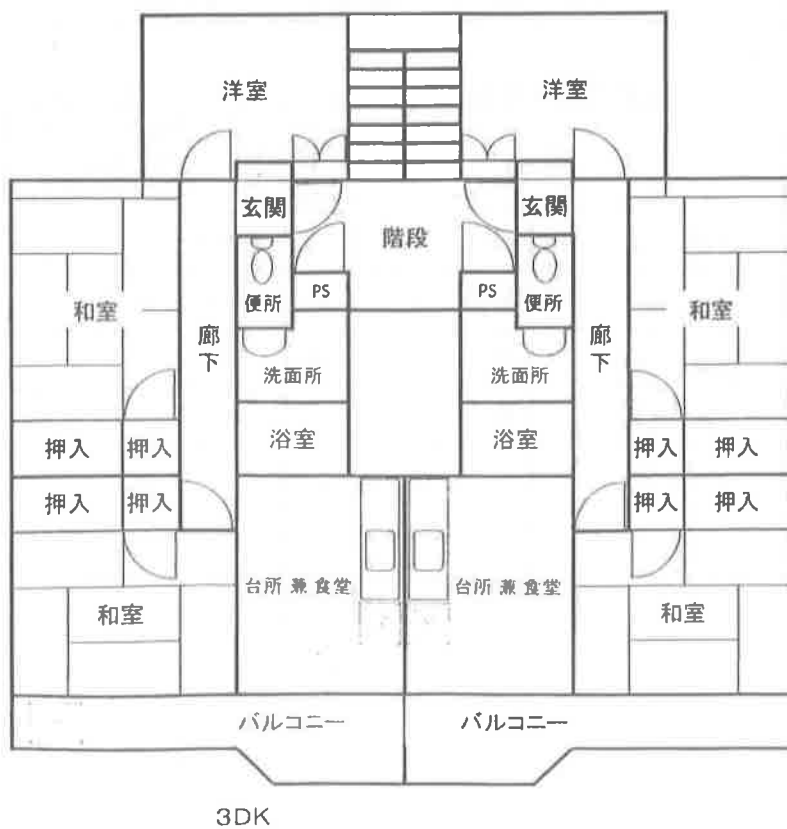 洋室
洋室
玄関
玄関
階段
便所
PS
PS
便所
和室
和室
廊下
廊下
洗面所
洗面所
浴室
浴室
押入
押入
押入
押入
押入
押入
押入
押入
台所兼食堂
台所兼食堂
和室
和室
バルコニー
バルコニー
3DK